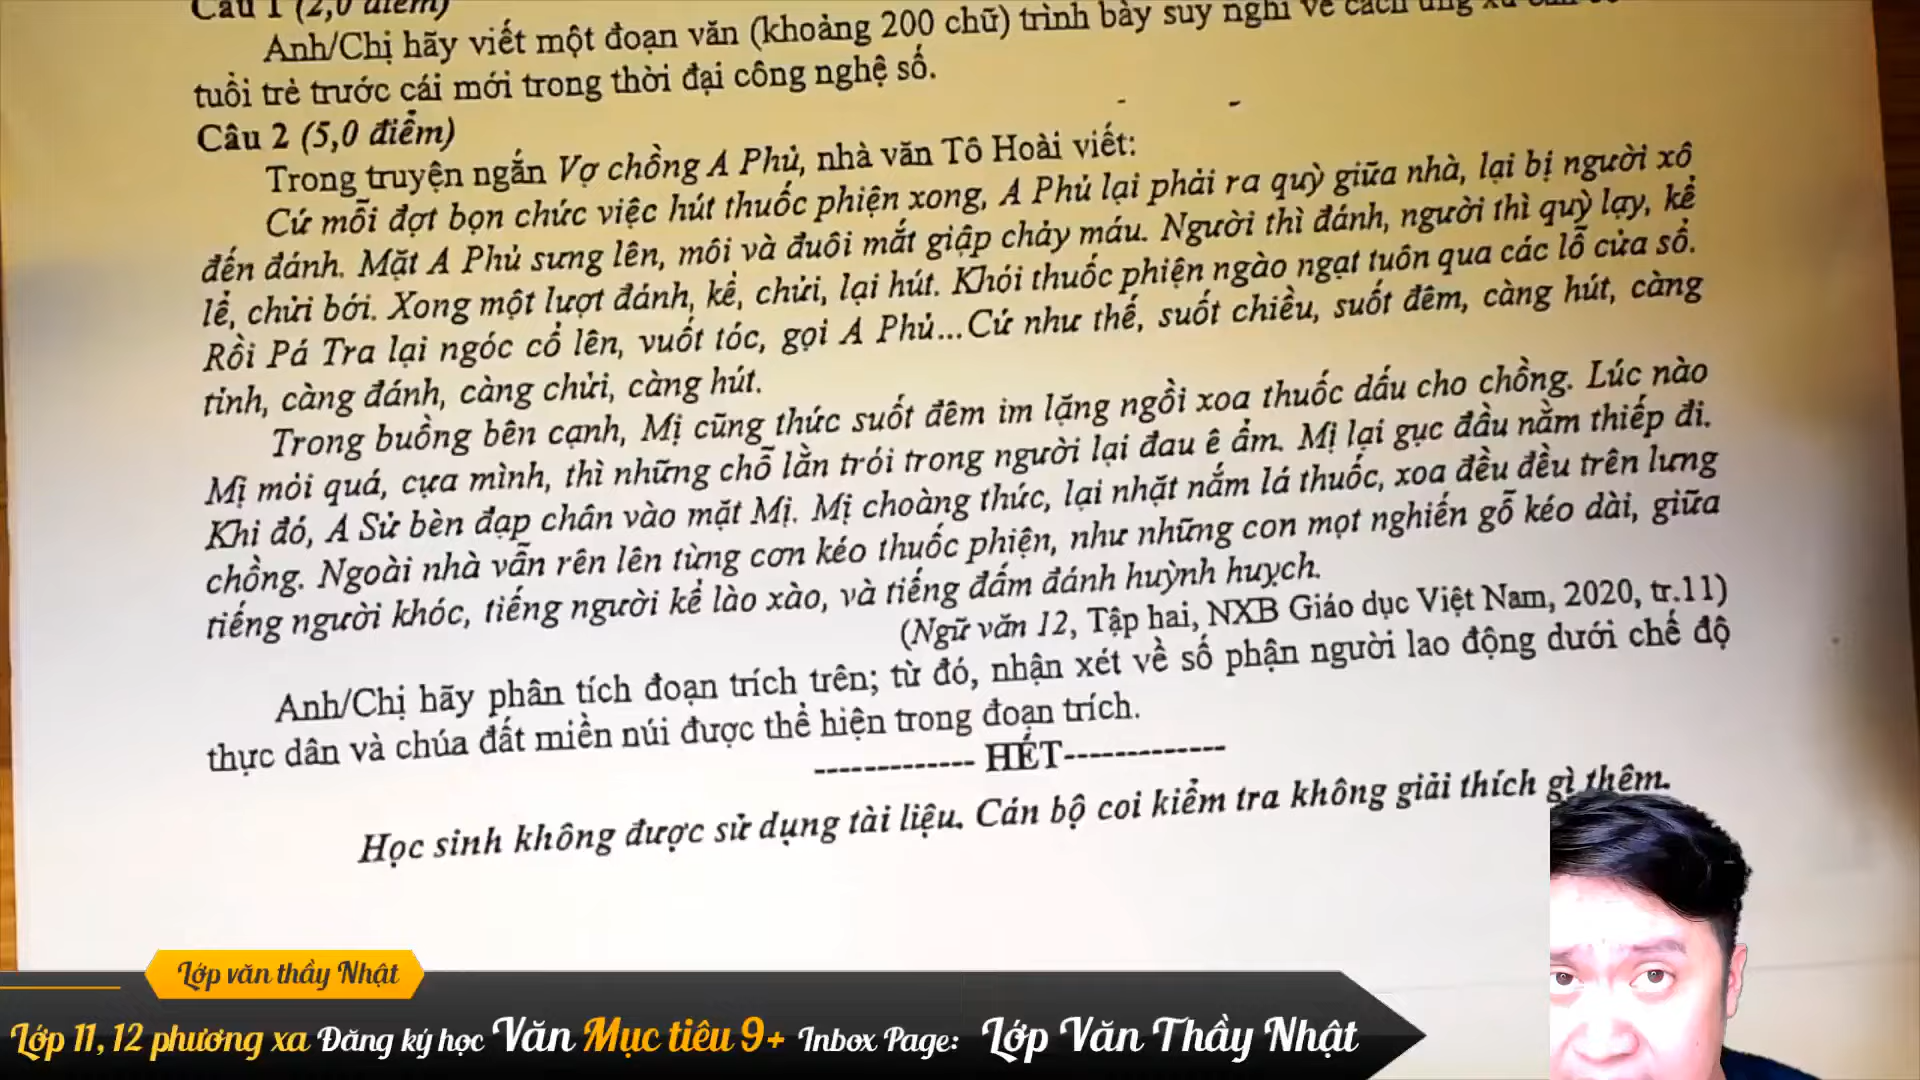 Câu 1 (2,0 điểm)
Anh/Chị hãy viết một đoạn văn (khoảng 200 chữ) trình bày suy nghĩ về cách ứng xử
tuổi trẻ trước cái mới trong thời đại công nghệ số.
Câu 2 (5,0 điểm)
Trong truyện ngắn Vợ chồng A Phủ, nhà văn Tô Hoài viết:
Cứ mỗi đợt bọn chức việc hút thuốc phiện xong, A Phủ lại phải ra quỳ giữa nhà, lại bị người xô
đến đánh. Mặt A Phủ sưng lên, môi và đuôi mắt giập chảy máu. Người thì đánh, người thì quỳ lạy, kể
lể, chửi bới. Xong một lượt đánh, kể, chửi, lại hút. Khói thuốc phiện ngào ngạt tuôn qua các lỗ cửa sổ.
Rồi Pá Tra lại ngóc cổ lên, vuốt tóc, gọi A Phủ...Cứ như thế, suốt chiều, suốt đêm, càng hút, càng
tỉnh, càng đánh, càng chửi, càng hút.
Trong buồng bên cạnh, Mị cũng thức suốt đêm im lặng ngồi xoa thuốc dấu cho chồng. Lúc nào
Mị mỏi quá, cựa mình, thì những chỗ lằn trói trong người lại đau ê ẩm. Mị lại gục đầu nằm thiếp đi.
Khi đó, A Sử bèn đạp chân vào mặt Mị. Mị choàng thức, lại nhặt nắm lá thuốc, xoa đều đều trên lưng
chồng. Ngoài nhà vẫn rên lên từng cơn kéo thuốc phiện, như những con mọt nghiến gỗ kéo dài, giữa
tiếng người khóc, tiếng người kể lào xào, và tiếng đấm đánh huỳnh huỵch.
(Ngữ văn 12, Tập hai, NXB Giáo dục Việt Nam, 2020, tr.11)
Anh/Chị hãy phân tích đoạn trích trên; từ đó, nhận xét về số phận người lao động dưới chế độ
thực dân và chúa đất miền núi được thể hiện trong đoạn trích.
------------- HẾT-------------
Học sinh không được sử dụng tài liệu. Cán bộ coi kiểm tra không giải thích gì thêm.
Lớp văn thầy Nhật
Lớp 11, 12 phương xa Đăng ký học Văn Mục tiêu 9+ Inbox Page: Lớp Văn Thầy Nhật